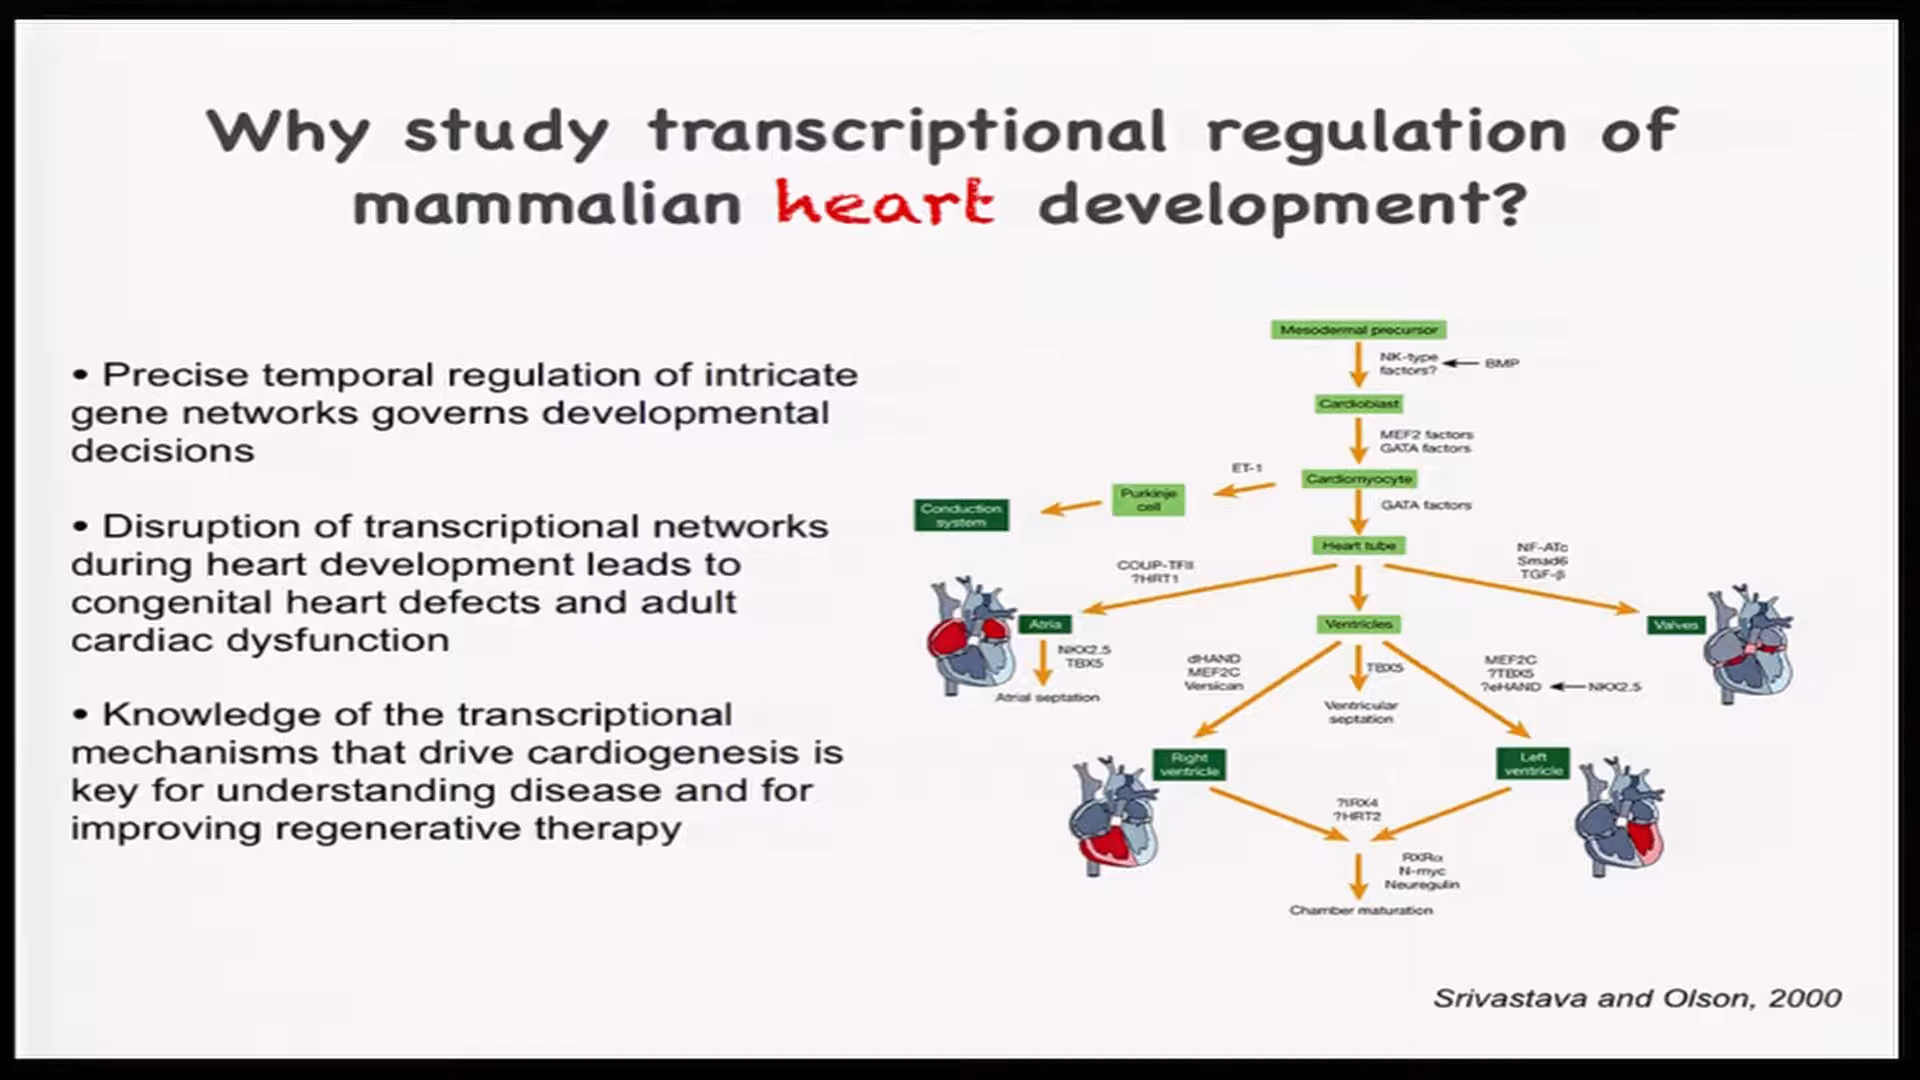 Why study transcriptional regulation of
mammalian heart development?
• Precise temporal regulation of intricate
gene networks governs developmental
decisions
• Disruption of transcriptional networks
during heart development leads to
congenital heart defects and adult
cardiac dysfunction
• Knowledge of the transcriptional
mechanisms that drive cardiogenesis is
key for understanding disease and for
improving regenerative therapy
Mesodermal precursor
NK-type
factors?
BMP
Cardioblast
MEF2 factors
GATA factors
ET-1
Cardiomyocyte
Purkinje
cell
Conduction
system
GATA factors
Heart tube
COUP-TFII
?HRT1
NF-ATc
Smad6
TGF-β
Atria
Ventricles
Valves
NKX2.5
TBX5
Atrial septation
dHAND
MEF2C
Versican
TBX5
Ventricular
septation
MEF2C
?TBX5
?eHAND
NKX2.5
Right
ventricle
Left
ventricle
?IRX4
?HRT2
RXRα
N-myc
Neuregulin
Chamber maturation
Srivastava and Olson, 2000